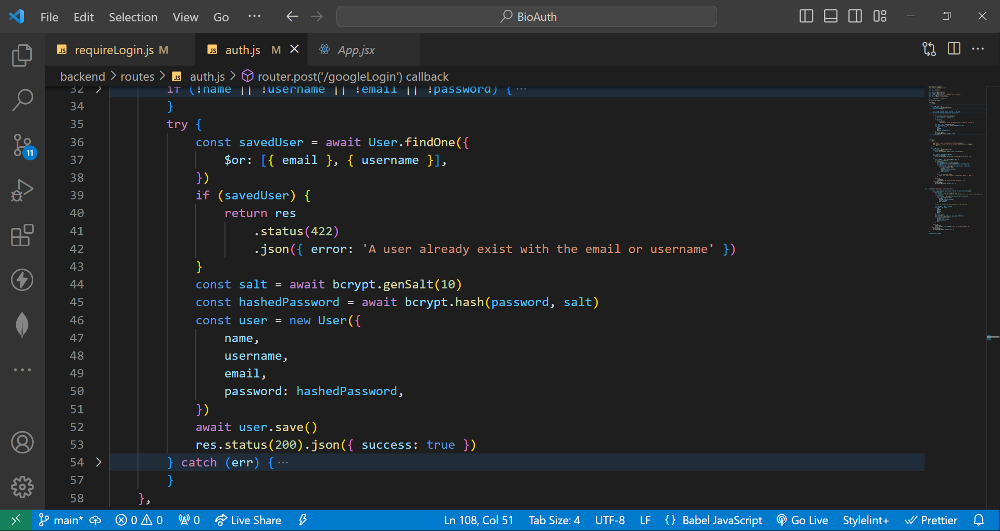 File Edit Selection View Go ··· BioAuth
requireLogin.js M auth.js M App.jsx
backend > routes > auth.js > router.post('/googleLogin') callback
32 if (!name || !username || !email || !password) {···
34 }
35 try {
36 const savedUser = await User.findOne({
37 $or: [{ email }, { username }],
38 })
39 if (savedUser) {
40 return res
41 .status(422)
42 .json({ error: 'A user already exist with the email or username' })
43 }
44 const salt = await bcrypt.genSalt(10)
45 const hashedPassword = await bcrypt.hash(password, salt)
46 const user = new User({
47 name,
48 username,
49 email,
50 password: hashedPassword,
51 })
52 await user.save()
53 res.status(200).json({ success: true })
54 } catch (err) {···
57 }
58 },
11
main* 0 0 0 Live Share Ln 108, Col 51 Tab Size: 4 UTF-8 LF {} Babel JavaScript Go Live Stylelint+ Prettier